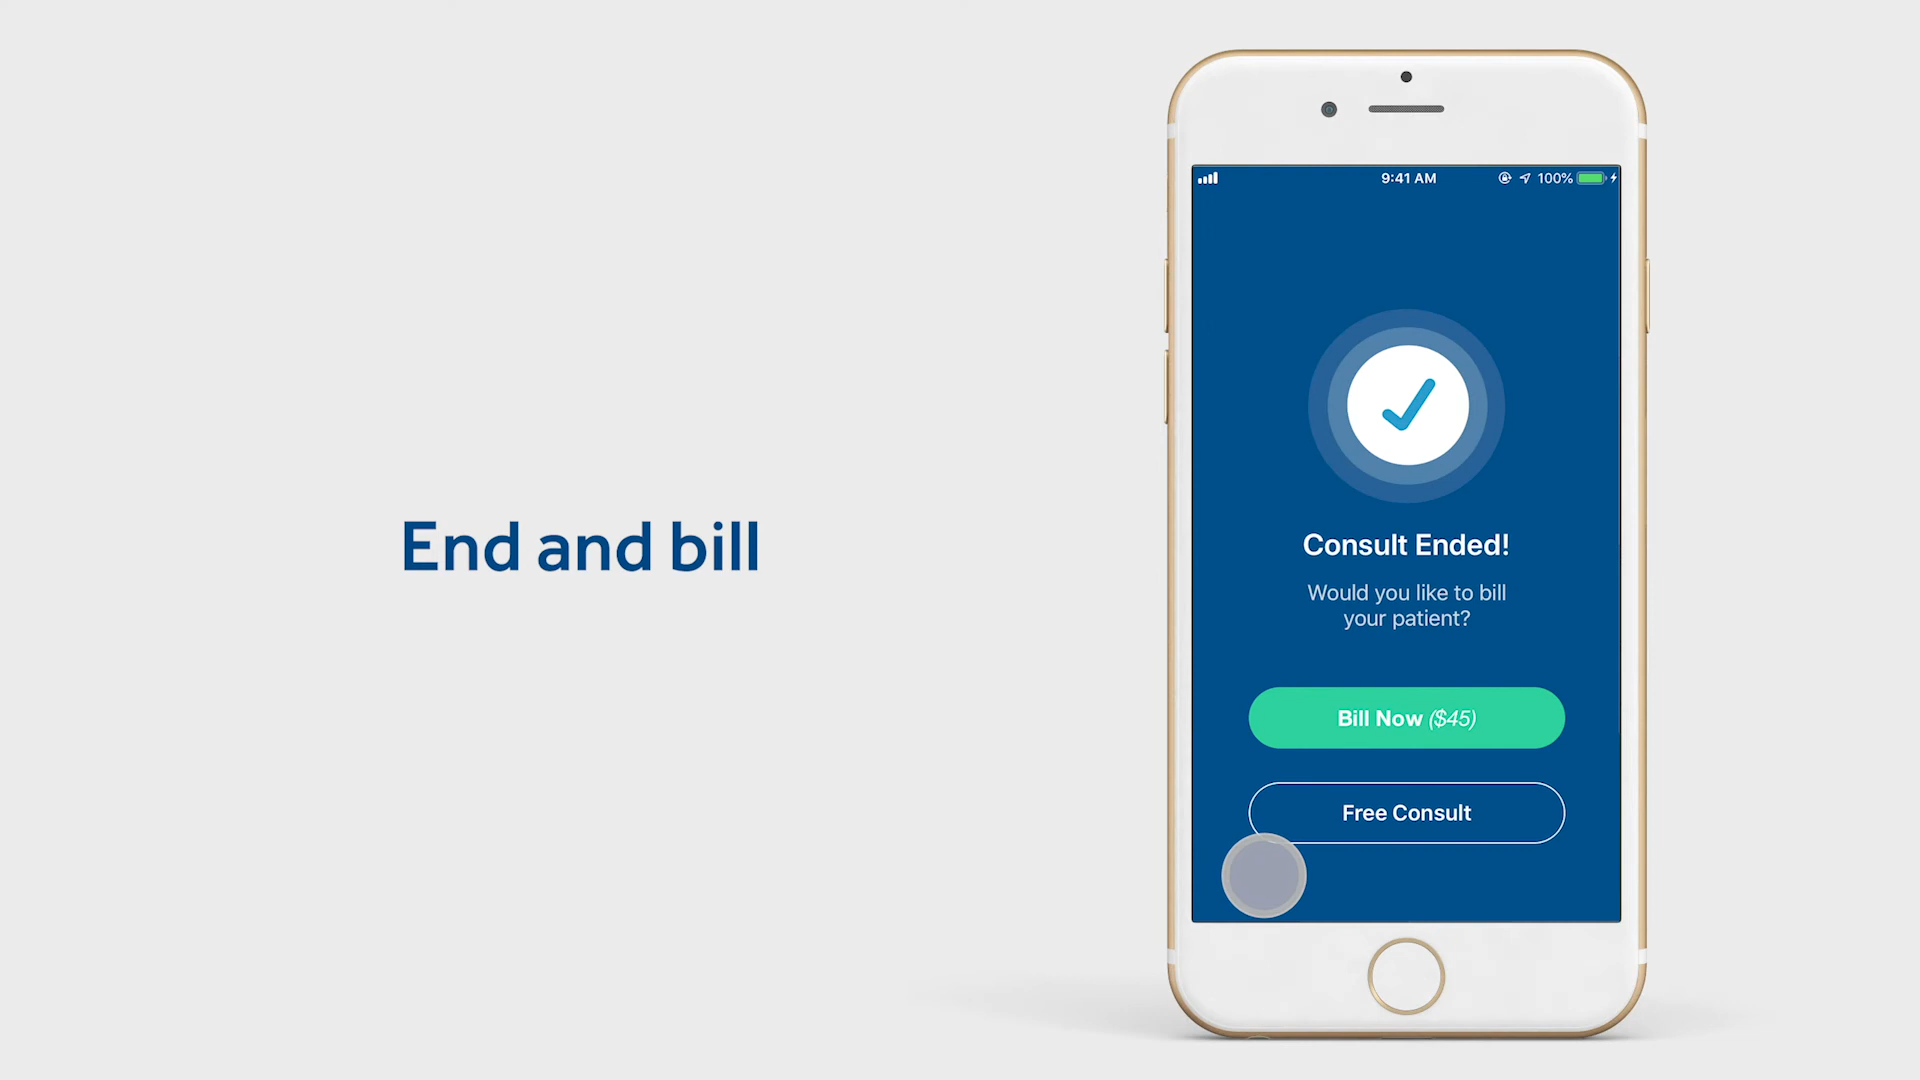 End and bill
9:41 AM
100%
Consult Ended!
Would you like to bill
your patient?
Bill Now ($45)
Free Consult